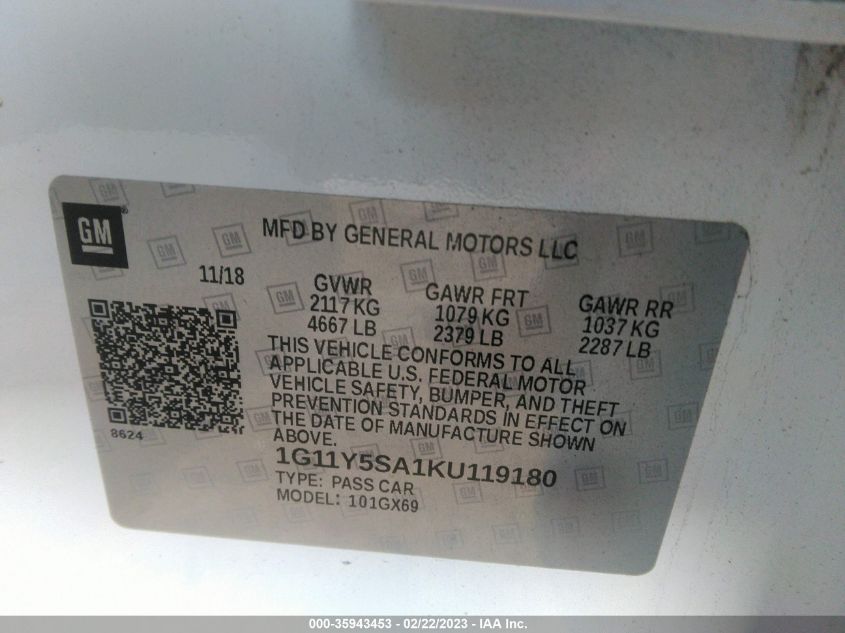 GM
MFD BY GENERAL MOTORS LLC
11/18
GVWR
2117 KG
4667 LB
GAWR FRT
1079 KG
2379 LB
GAWR RR
1037 KG
2287 LB
THIS VEHICLE CONFORMS TO ALL
APPLICABLE U.S. FEDERAL MOTOR
VEHICLE SAFETY, BUMPER, AND THEFT
PREVENTION STANDARDS IN EFFECT ON
THE DATE OF MANUFACTURE SHOWN
ABOVE.
8624
1G11Y5SA1KU119180
TYPE: PASS CAR
MODEL: 101GX69
000-35943453 - 02/22/2023 - IAA Inc.